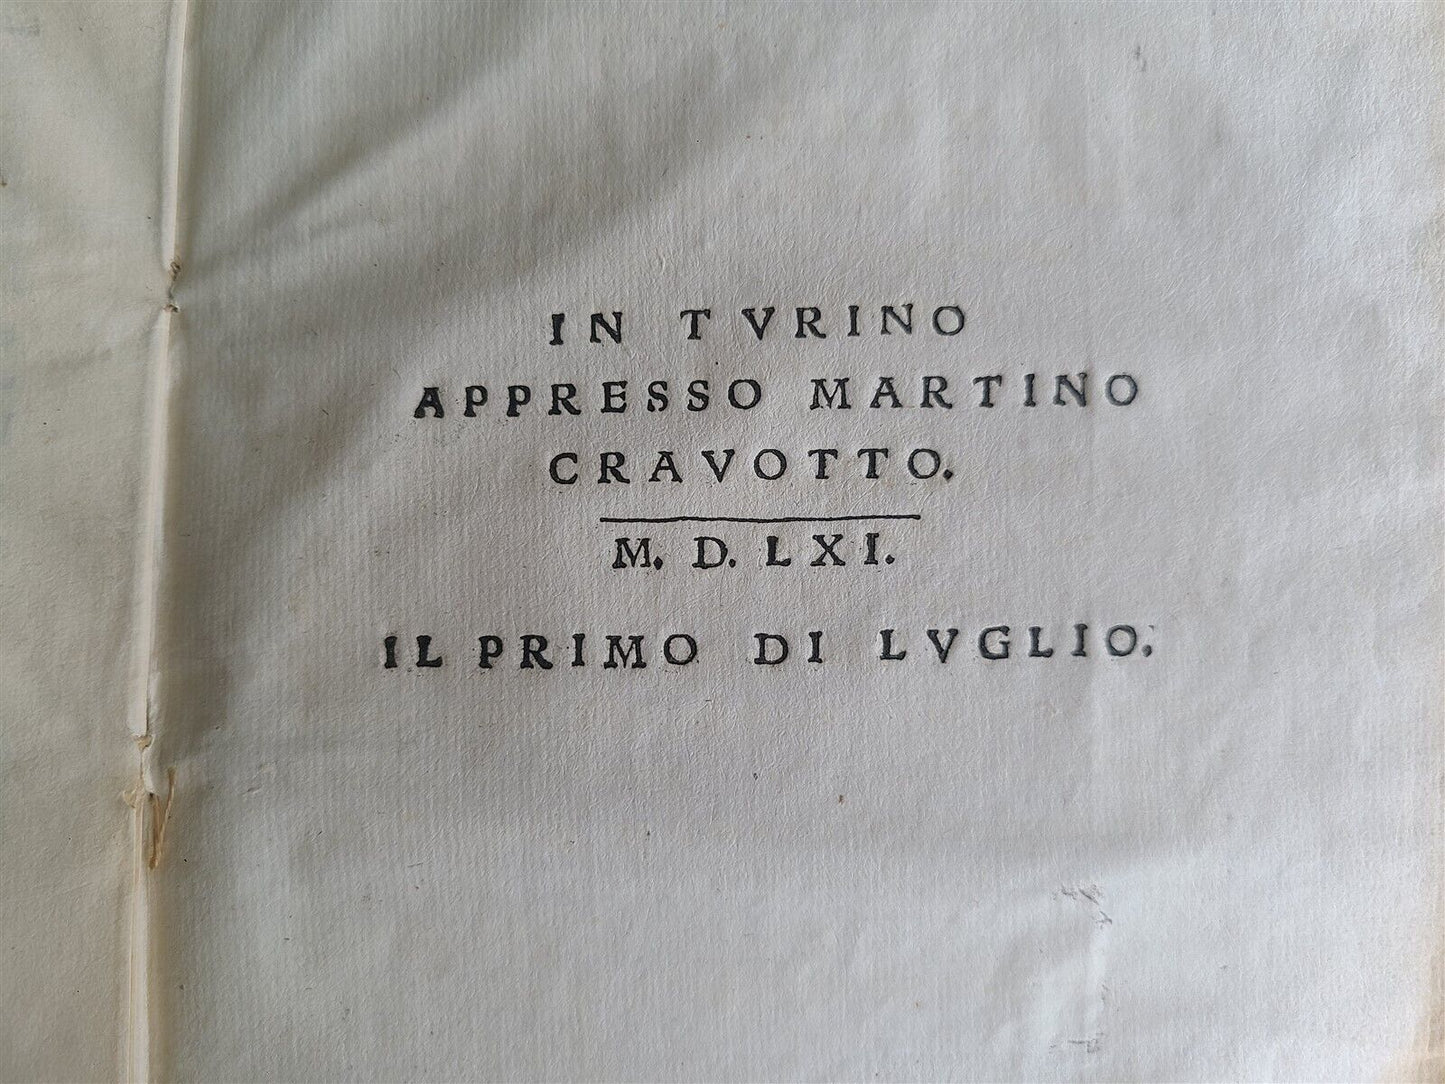 IN TVRINO
APPRESSO MARTINO
CRAVOTTO.
M. D. LXI.
IL PRIMO DI LVGLIO.